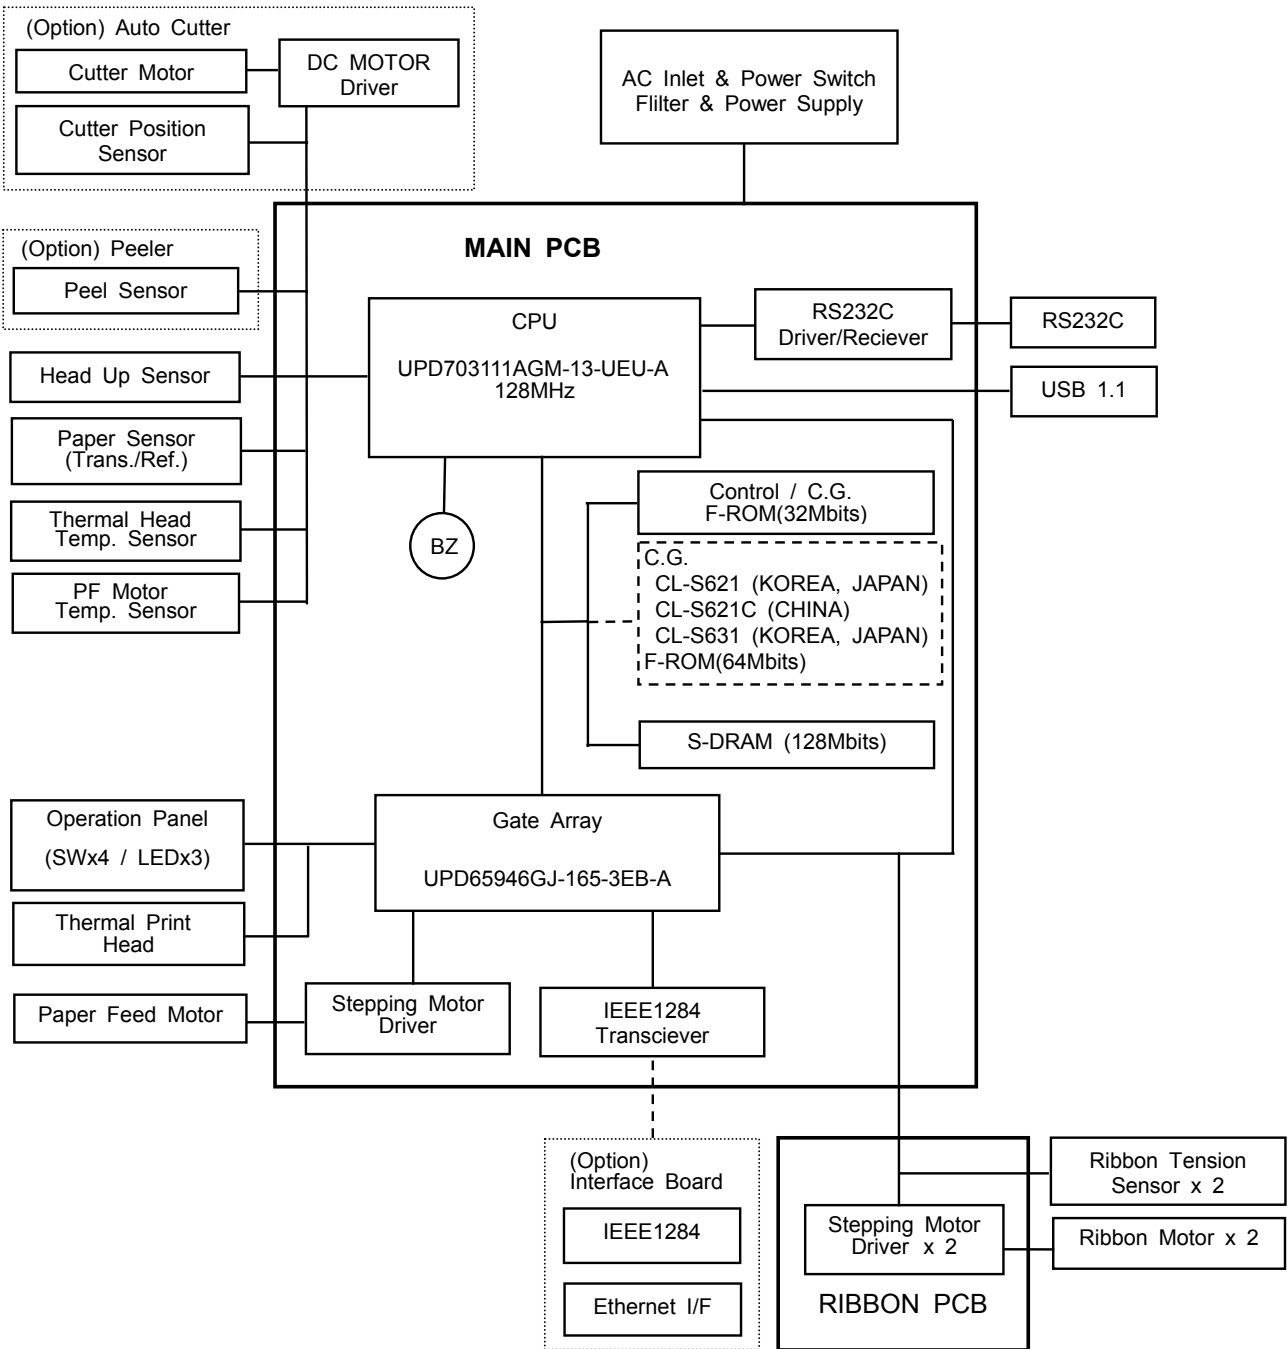 (Option) Auto Cutter
Cutter Motor
DC MOTOR
Driver
Cutter Position
Sensor
AC Inlet & Power Switch
Flilter & Power Supply
(Option) Peeler
Peel Sensor
MAIN PCB
CPU
UPD703111AGM-13-UEU-A
128MHz
RS232C
Driver/Reciever
RS232C
USB 1.1
Head Up Sensor
Paper Sensor
(Trans./Ref.)
Thermal Head
Temp. Sensor
PF Motor
Temp. Sensor
BZ
Control / C.G.
F-ROM(32Mbits)
C.G.
CL-S621 (KOREA, JAPAN)
CL-S621C (CHINA)
CL-S631 (KOREA, JAPAN)
F-ROM(64Mbits)
S-DRAM (128Mbits)
Operation Panel
(SWx4 / LEDx3)
Gate Array
UPD65946GJ-165-3EB-A
Thermal Print
Head
Paper Feed Motor
Stepping Motor
Driver
IEEE1284
Transciever
(Option)
Interface Board
IEEE1284
Ethernet I/F
Stepping Motor
Driver x 2
RIBBON PCB
Ribbon Tension
Sensor x 2
Ribbon Motor x 2